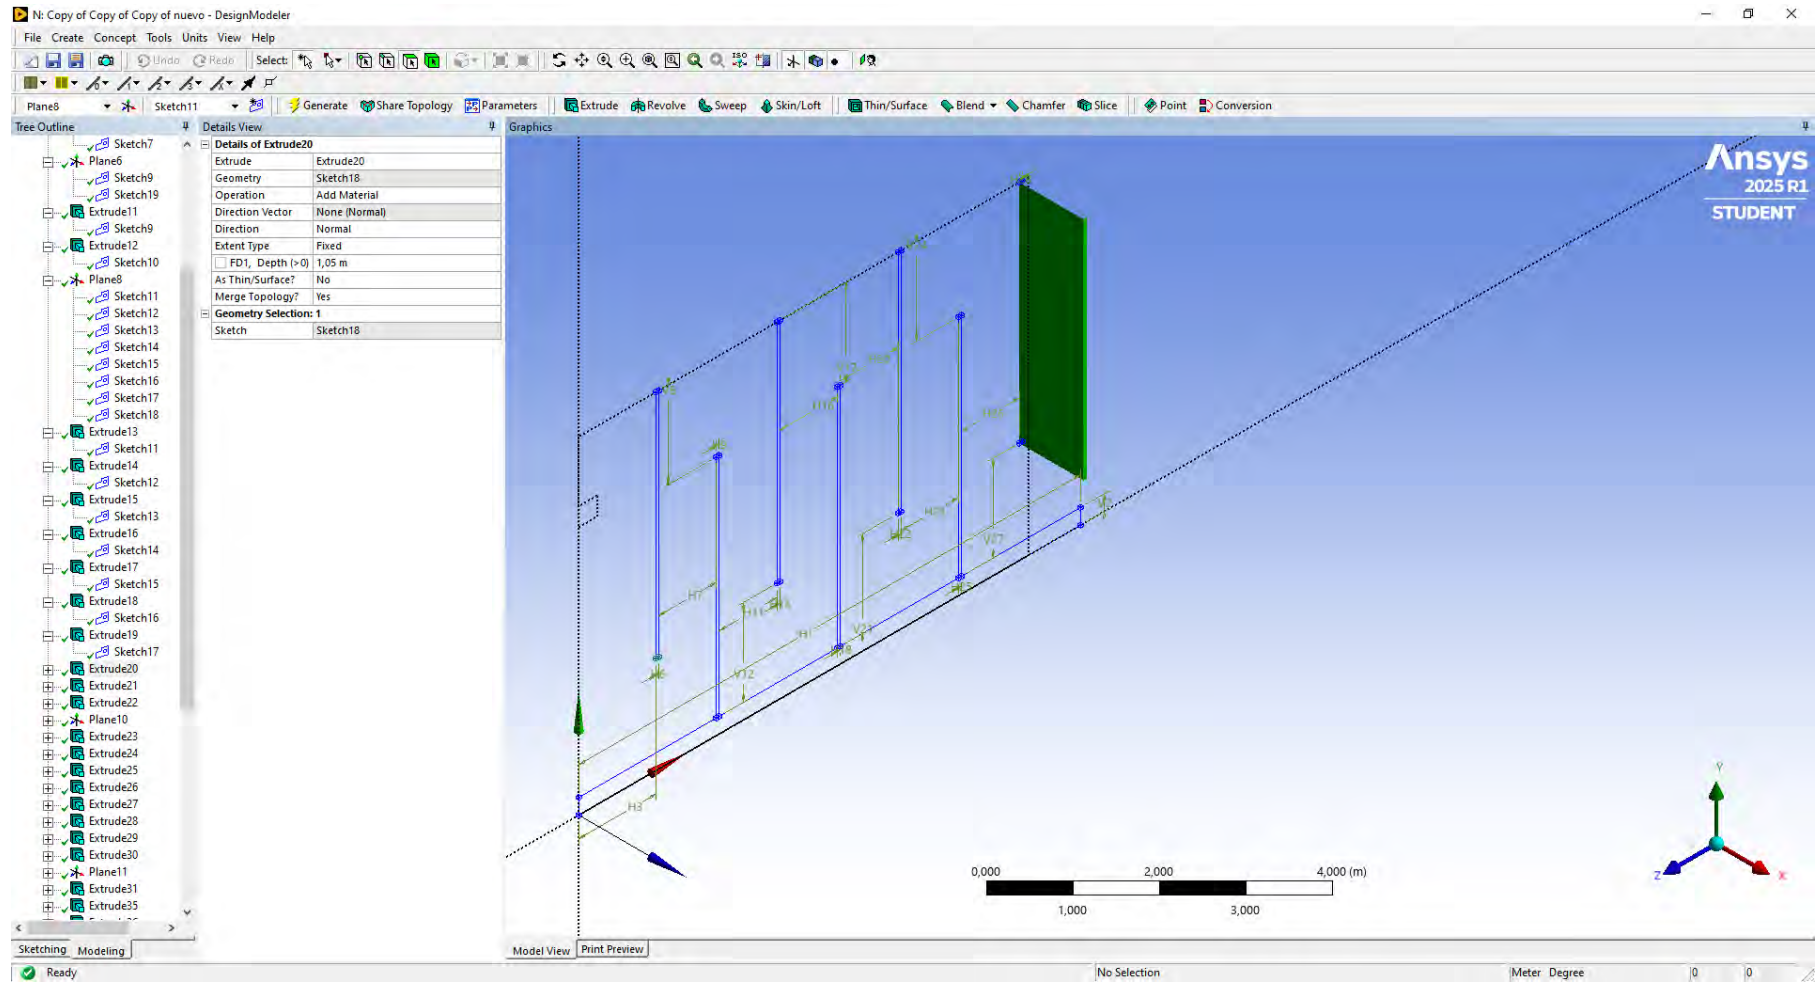 N: Copy of Copy of Copy of nuevo - DesignModeler
File Create Concept Tools Units View Help
Undo Redo Select: ISO
Plane8 Sketch11 Generate Share Topology Parameters Extrude Revolve Sweep Skin/Loft Thin/Surface Blend Chamfer Slice Point Conversion
Tree Outline
Sketch7
Plane6
Sketch9
Sketch19
Extrude11
Sketch9
Extrude12
Sketch10
Plane8
Sketch11
Sketch12
Sketch13
Sketch14
Sketch15
Sketch16
Sketch17
Sketch18
Extrude13
Sketch11
Extrude14
Sketch12
Extrude15
Sketch13
Extrude16
Sketch14
Extrude17
Sketch15
Extrude18
Sketch16
Extrude19
Sketch17
Extrude20
Extrude21
Extrude22
Plane10
Extrude23
Extrude24
Extrude25
Extrude26
Extrude27
Extrude28
Extrude29
Extrude30
Plane11
Extrude31
Extrude35
Sketching Modeling
Details View
Details of Extrude20
Extrude Extrude20
Geometry Sketch18
Operation Add Material
Direction Vector None (Normal)
Direction Normal
Extent Type Fixed
FD1, Depth (>0) 1,05 m
As Thin/Surface? No
Merge Topology? Yes
Geometry Selection: 1
Sketch Sketch18
Graphics
Ansys
2025 R1
STUDENT
H7
V27
H1
V12
H3
0,000 2,000 4,000 (m)
1,000 3,000
Y
Z X
Model View Print Preview
Ready No Selection Meter Degree 0 0